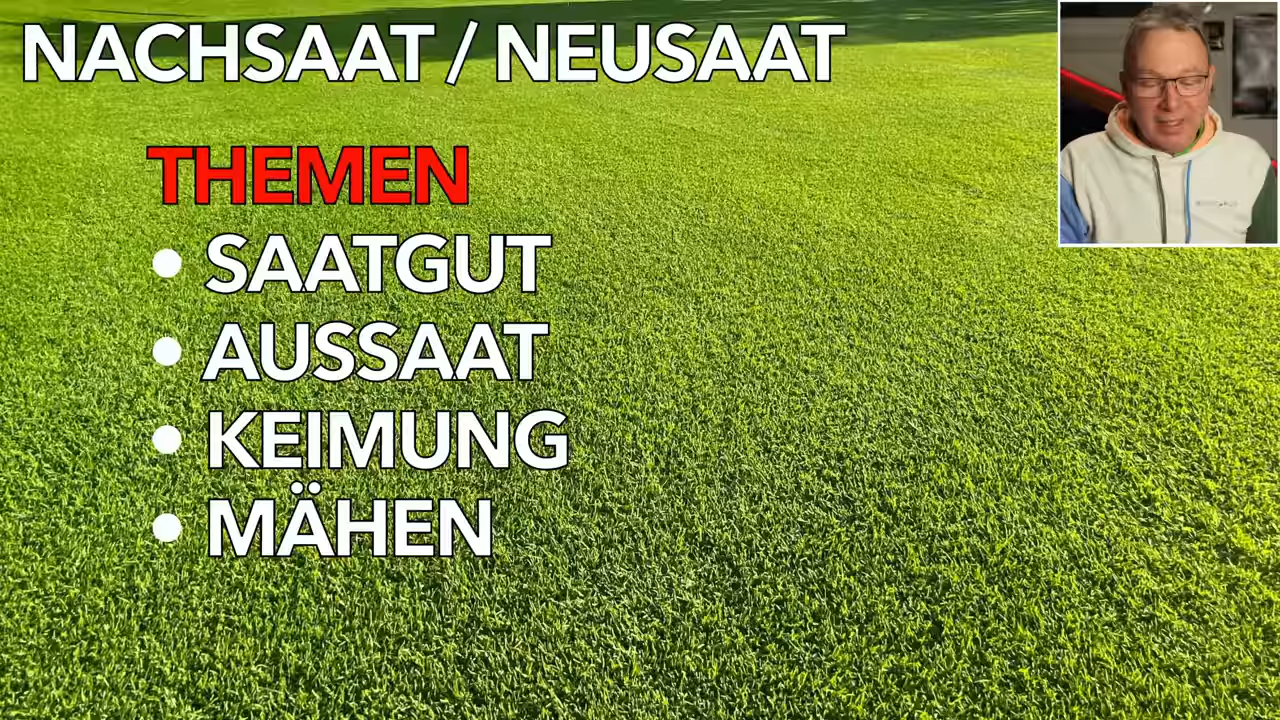 NACHSAAT / NEUSAAT
THEMEN
• SAATGUT
• AUSSAAT
• KEIMUNG
• MÄHEN